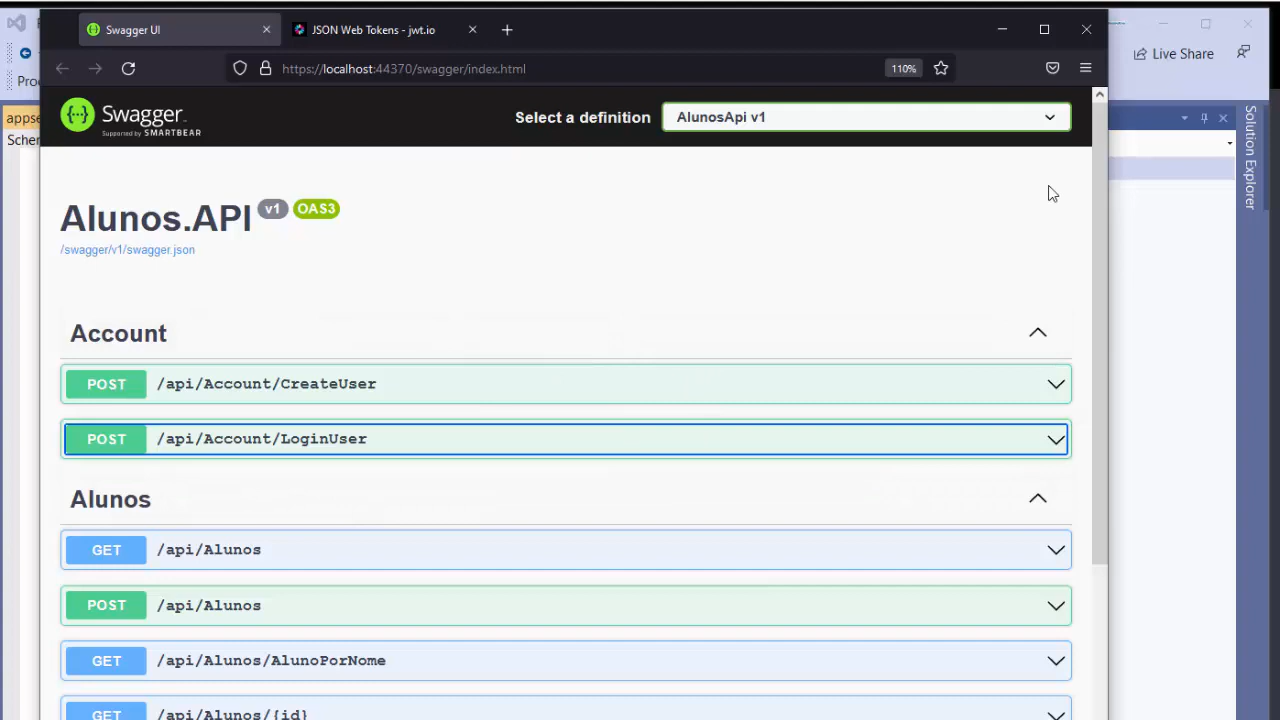 Swagger UI
JSON Web Tokens - jwt.io
Live Share
https://localhost:44370/swagger/index.html
110%
Proc
Swagger
Supported by SMARTBEAR
Select a definition
AlunosApi v1
appse
Schem
Solution Explorer
Alunos.API v1 OAS3
/swagger/v1/swagger.json
Account
POST /api/Account/CreateUser
POST /api/Account/LoginUser
Alunos
GET /api/Alunos
POST /api/Alunos
GET /api/Alunos/AlunoPorNome
GET /api/Alunos/{id}